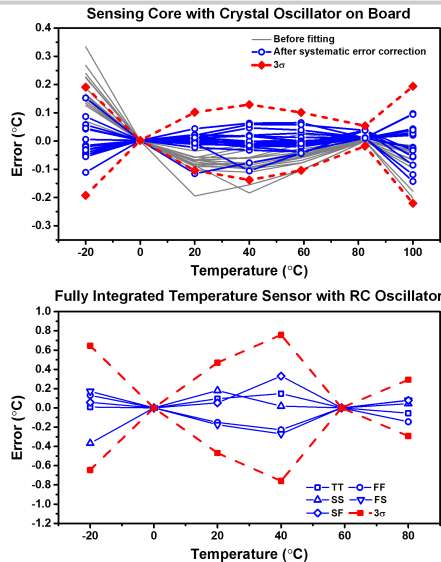 Sensing Core with Crystal Oscillator on Board
0.4
0.3
0.2
0.1
0.0
-0.1
-0.2
-0.3
Error (°C)
Before fitting
After systematic error correction
3σ
-20 0 20 40 60 80 100
Temperature (°C)
Fully Integrated Temperature Sensor with RC Oscillator
1.0
0.8
0.6
0.4
0.2
0.0
-0.2
-0.4
-0.6
-0.8
-1.0
-1.2
Error (°C)
TT FF
SS FS
SF 3σ
-20 0 20 40 60 80
Temperature (°C)